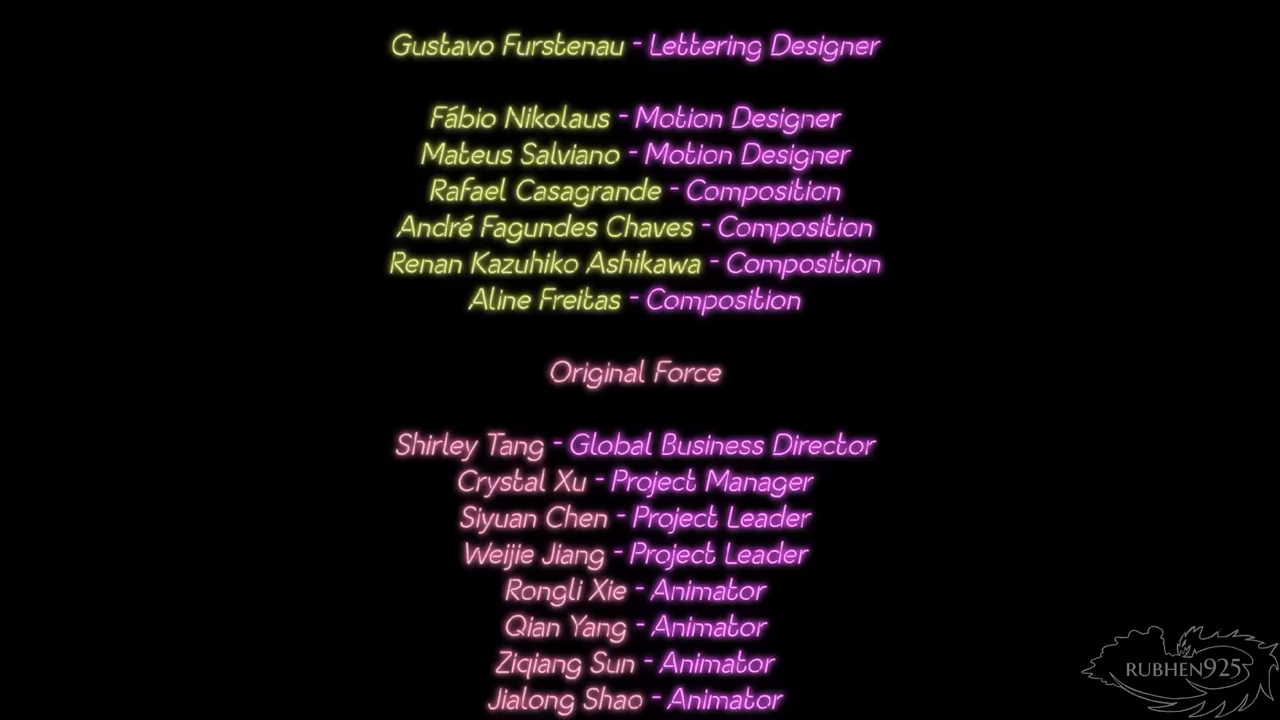 Gustavo Furstenau - Lettering Designer
Fábio Nikolaus - Motion Designer
Mateus Salviano - Motion Designer
Rafael Casagrande - Composition
André Fagundes Chaves - Composition
Renan Kazuhiko Ashikawa - Composition
Aline Freitas - Composition
Original Force
Shirley Tang - Global Business Director
Crystal Xu - Project Manager
Siyuan Chen - Project Leader
Weijie Jiang - Project Leader
Rongli Xie - Animator
Qian Yang - Animator
Ziqiang Sun - Animator
Jialong Shao - Animator
RUBHEN925